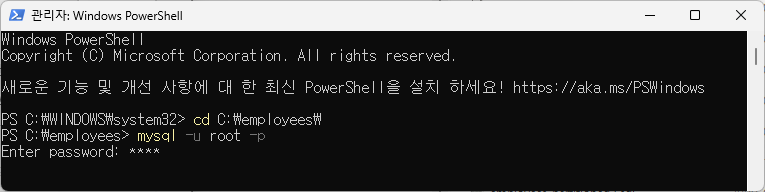 관리자: Windows PowerShell
Windows PowerShell
Copyright (C) Microsoft Corporation. All rights reserved.
새로운 기능 및 개선 사항에 대 한 최신 PowerShell을 설치 하세요! https://aka.ms/PSWindows
PS C:₩WINDOWS₩system32> cd C:₩employees₩
PS C:₩employees> mysql -u root -p
Enter password: ****